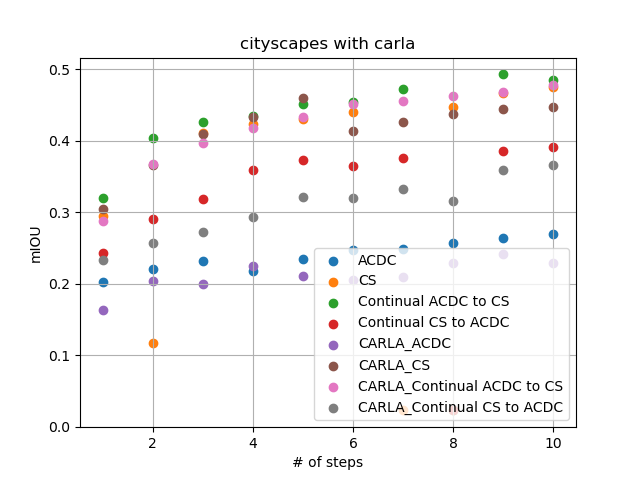 cityscapes with carla
0.5
0.4
0.3
0.2
0.1
0.0
mIOU
2
4
6
8
10
# of steps
ACDC
CS
Continual ACDC to CS
Continual CS to ACDC
CARLA_ACDC
CARLA_CS
CARLA_Continual ACDC to CS
CARLA_Continual CS to ACDC